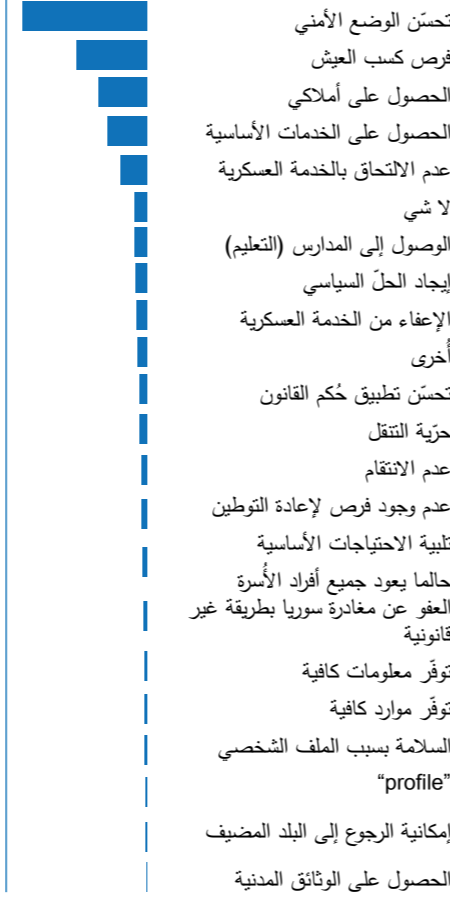 تحسّن الوضع الأمني
فرص كسب العيش
الحصول على أملاكي
الحصول على الخدمات الأساسية
عدم الالتحاق بالخدمة العسكرية
لا شي
الوصول إلى المدارس (التعليم)
إيجاد الحلّ السياسي
الإعفاء من الخدمة العسكرية
أُخرى
تحسّن تطبيق حُكم القانون
حرّية التنقل
عدم الانتقام
عدم وجود فرص لإعادة التوطين
تلبية الاحتياجات الأساسية
حالما يعود جميع أفراد الأُسرة
العفو عن مغادرة سوريا بطريقة غير
قانونية
توفّر معلومات كافية
توفّر موارد كافية
السلامة بسبب الملف الشخصي
“profile”
إمكانية الرجوع إلى البلد المضيف
الحصول على الوثائق المدنية